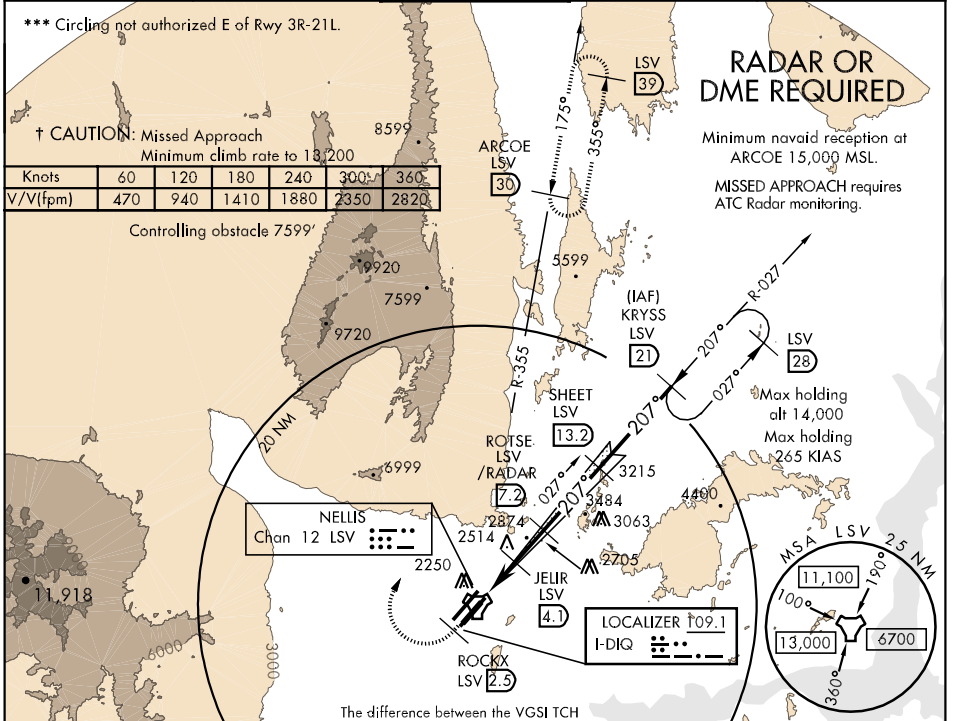 *** Circling not authorized E of Rwy 3R-21L.
RADAR OR
DME REQUIRED
Minimum navaid reception at
ARCOE 15,000 MSL.
MISSED APPROACH requires
ATC Radar monitoring.
† CAUTION: Missed Approach
Minimum climb rate to 13,200
Knots 60 120 180 240 300 360
V/V(fpm) 470 940 1410 1880 2350 2820
Controlling obstacle 7599'
8599
9920
7599
9720
LSV
39
175°
355°
ARCOE
LSV
30
5599
R-355
R-027
(IAF)
KRYSS
LSV
21
207°
027°
LSV
28
Max holding
alt 14,000
Max holding
265 KIAS
20 NM
SHEET
LSV
13.2
207°
ROTSE
LSV
/RADAR
7.2
027°
207°
3215
3484
3063
4400
6999
2874
2514
2705
2250
NELLIS
Chan 12 LSV
JELIR
LSV
4.1
LOCALIZER 109.1
I-DIQ
ROCKX
LSV 2.5
11,918
6000
3000
MSA LSV 25 NM
11,100
190°
100°
13,000
6700
360°
The difference between the VGSI TCH